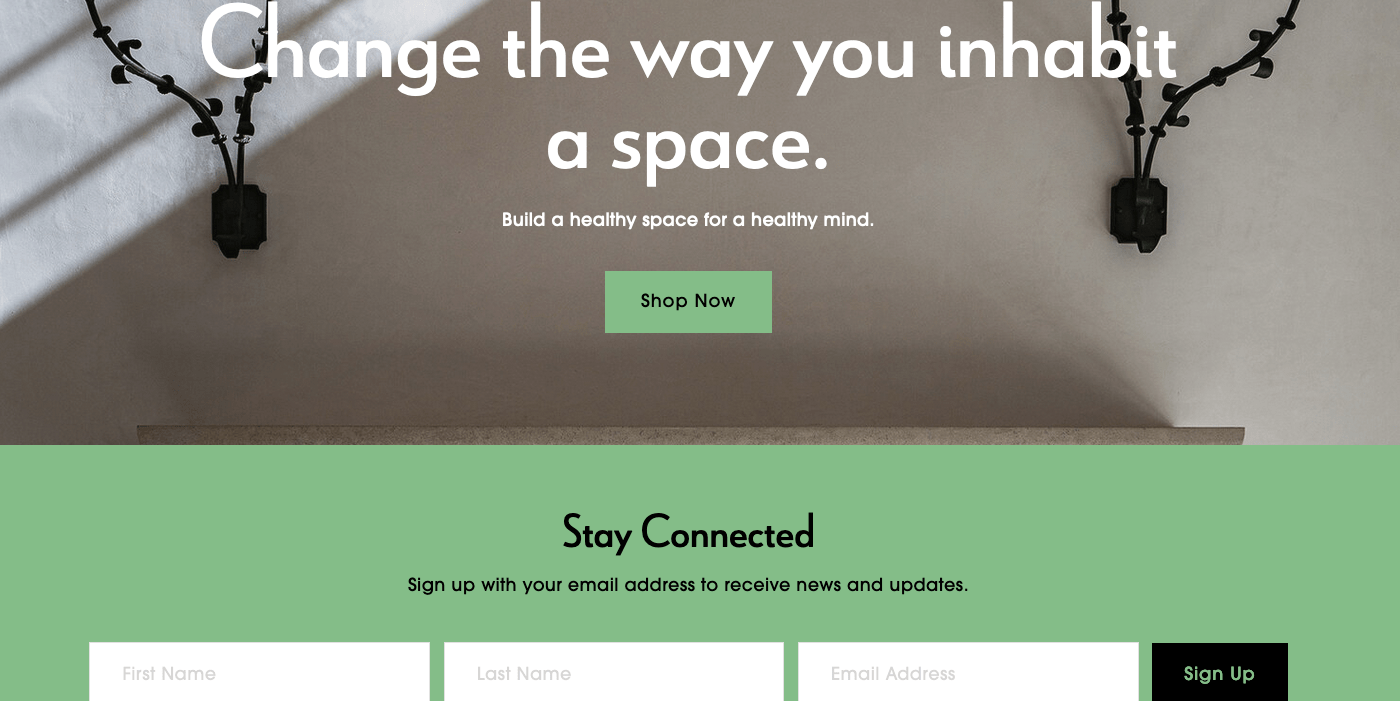 Change the way you inhabit
a space.
Build a healthy space for a healthy mind.
Shop Now
Stay Connected
Sign up with your email address to receive news and updates.
First Name Last Name Email Address Sign Up